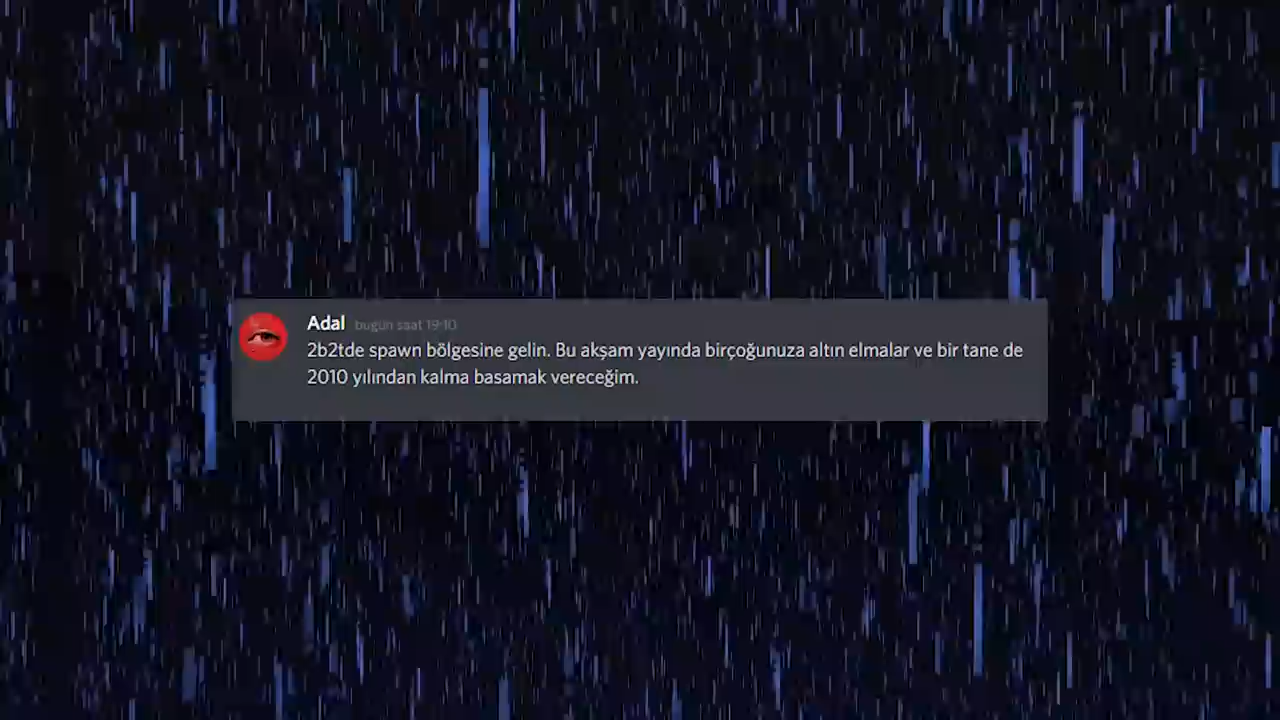 Adal bugün saat 19:10
2b2tde spawn bölgesine gelin. Bu akşam yayında birçoğunuza altın elmalar ve bir tane de
2010 yılından kalma basamak vereceğim.